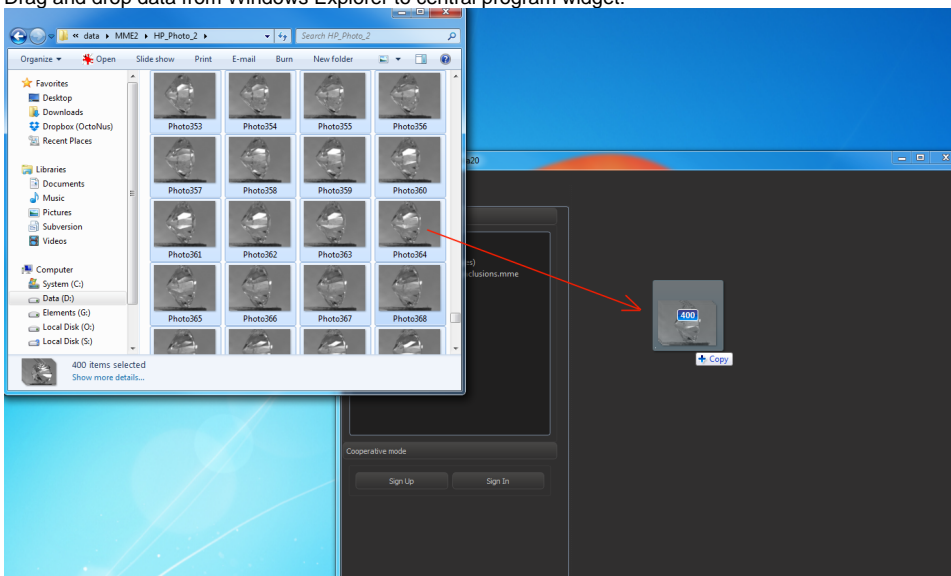 Drag and drop data from Windows Explorer to central program widget.
« data ▸ MME2 ▸ HP_Photo_2 ▸
Search HP_Photo_2
Organize Open Slide show Print E-mail Burn New folder
Favorites
Desktop
Downloads
Dropbox (OctoNus)
Recent Places
Libraries
Documents
Music
Pictures
Subversion
Videos
Computer
System (C:)
Data (D:)
Elements (G:)
Local Disk (O:)
Local Disk (S:)
Photo353 Photo354 Photo355 Photo356
Photo357 Photo358 Photo359 Photo360
Photo361 Photo362 Photo363 Photo364
Photo365 Photo366 Photo367 Photo368
400 items selected
Show more details...
400
+ Copy
Cooperative mode
Sign Up Sign In